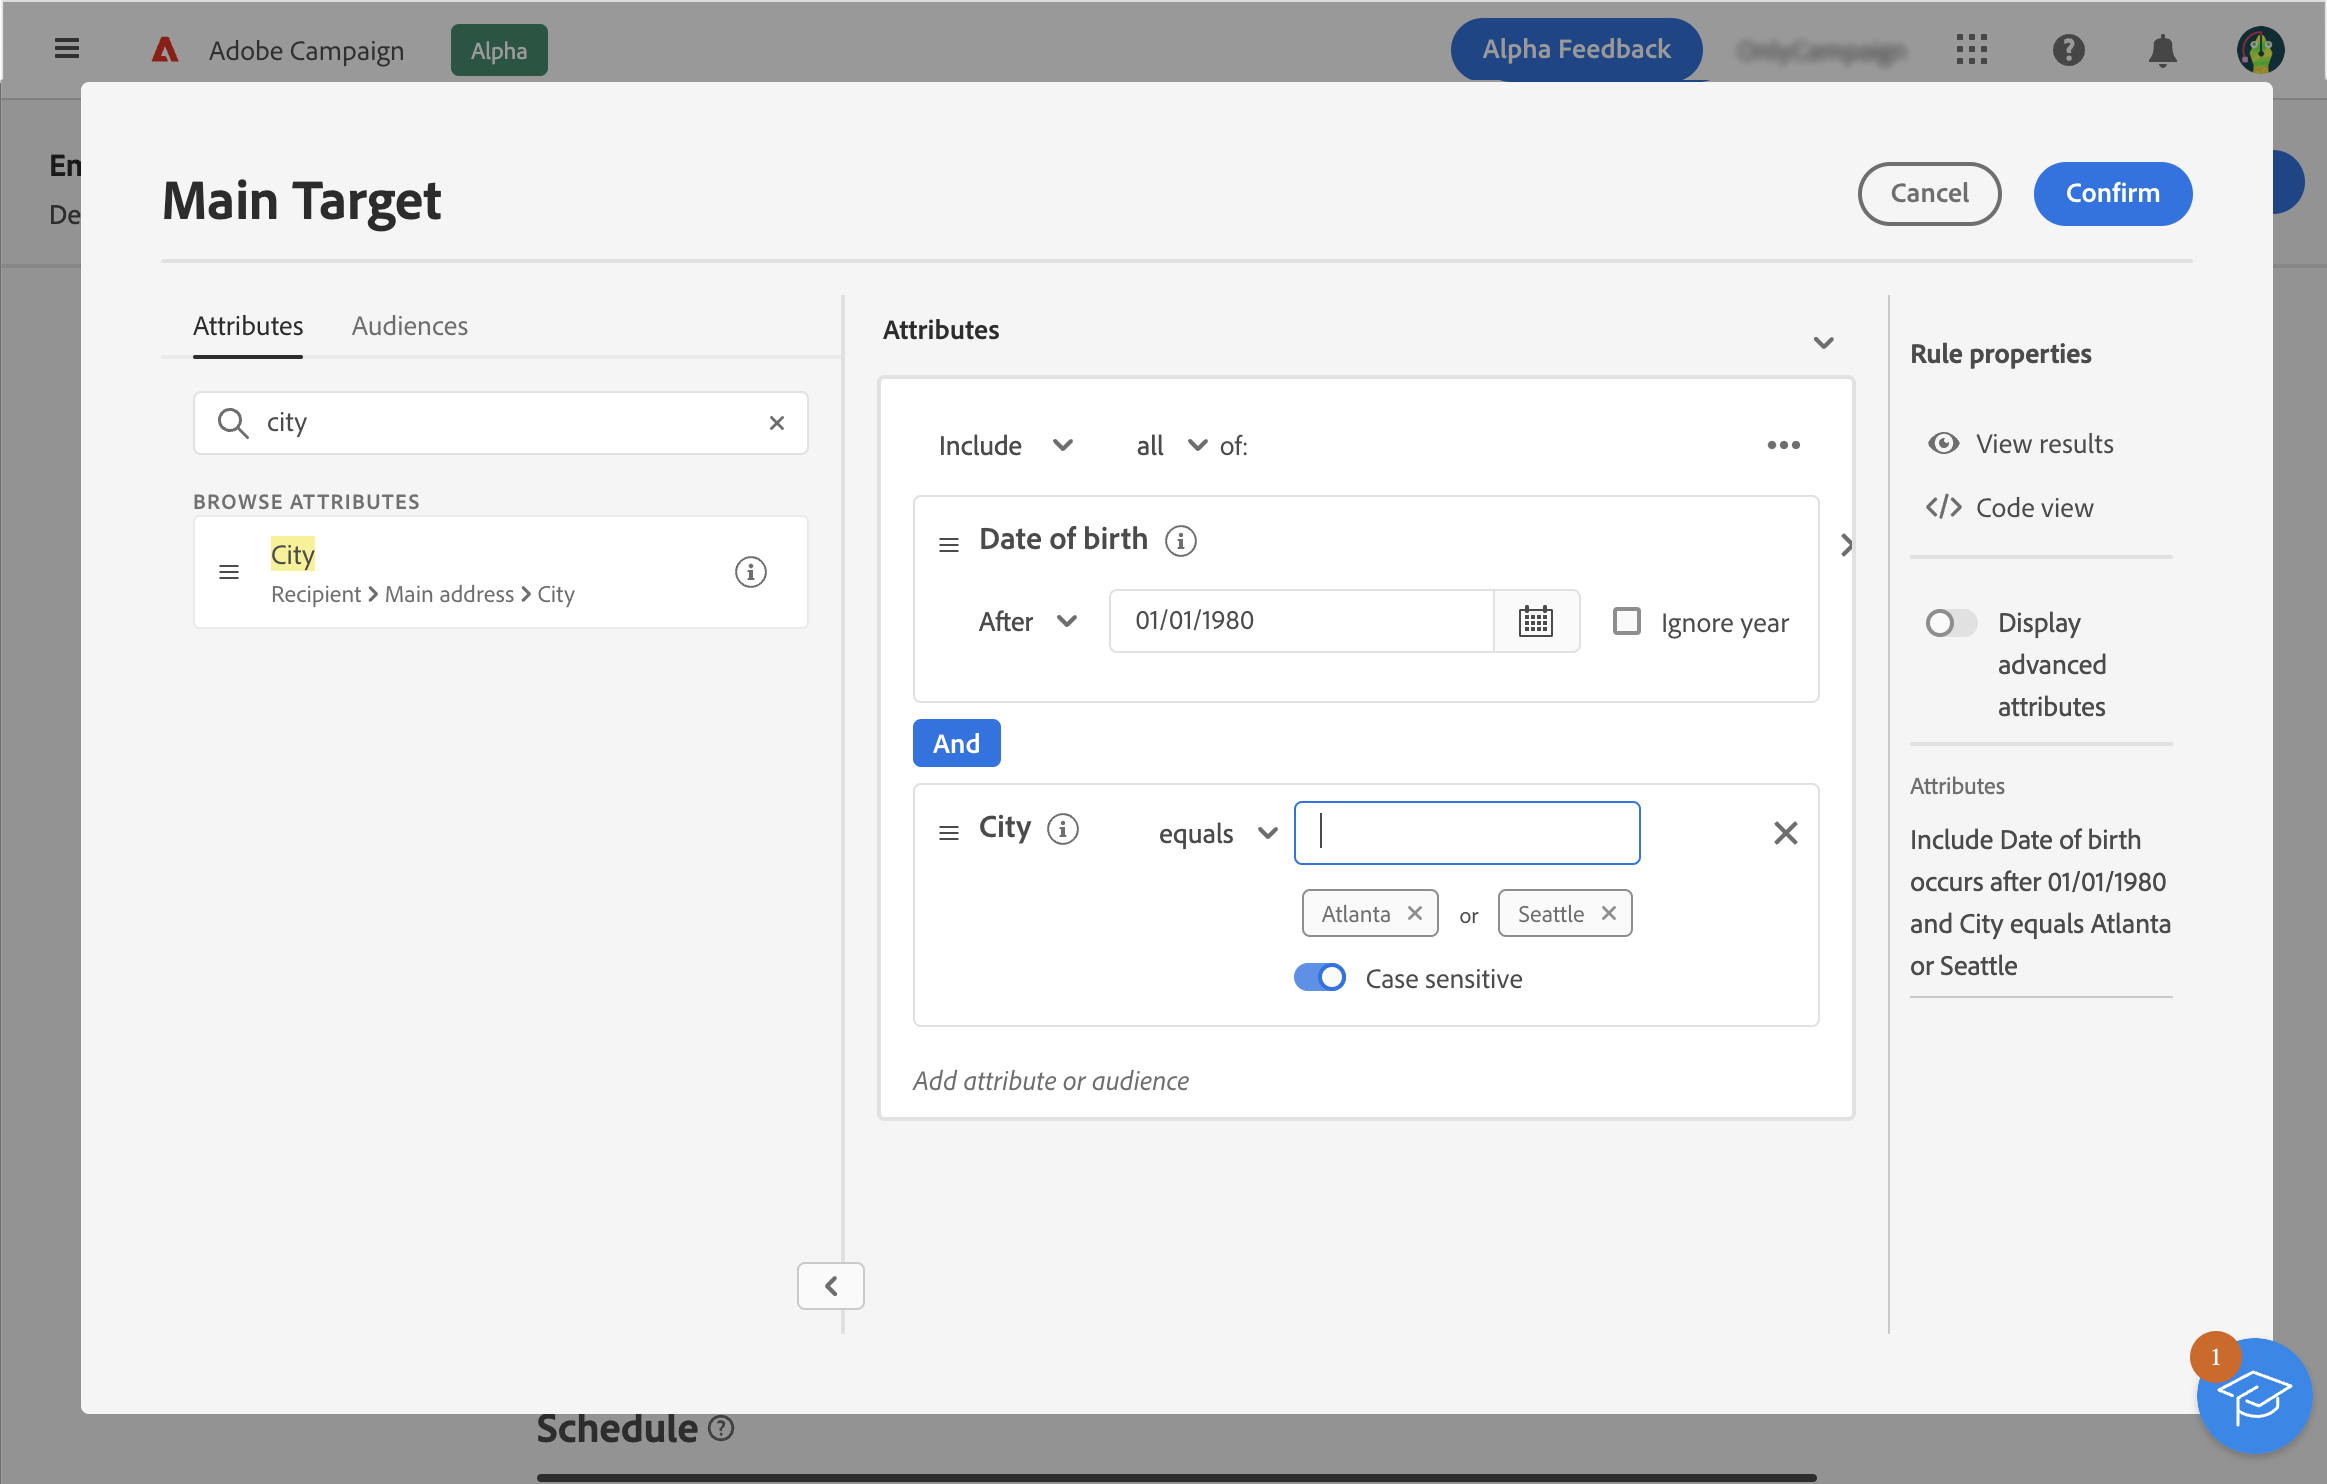 Adobe Campaign
Alpha
Alpha Feedback
En
De
Main Target
Cancel
Confirm
Attributes
Audiences
city
BROWSE ATTRIBUTES
City
Recipient > Main address > City
Attributes
Include
all
of:
Date of birth
After
01/01/1980
Ignore year
And
City
equals
Atlanta
or
Seattle
Case sensitive
Add attribute or audience
Rule properties
View results
Code view
Display
advanced
attributes
Attributes
Include Date of birth
occurs after 01/01/1980
and City equals Atlanta
or Seattle
1
Schedule